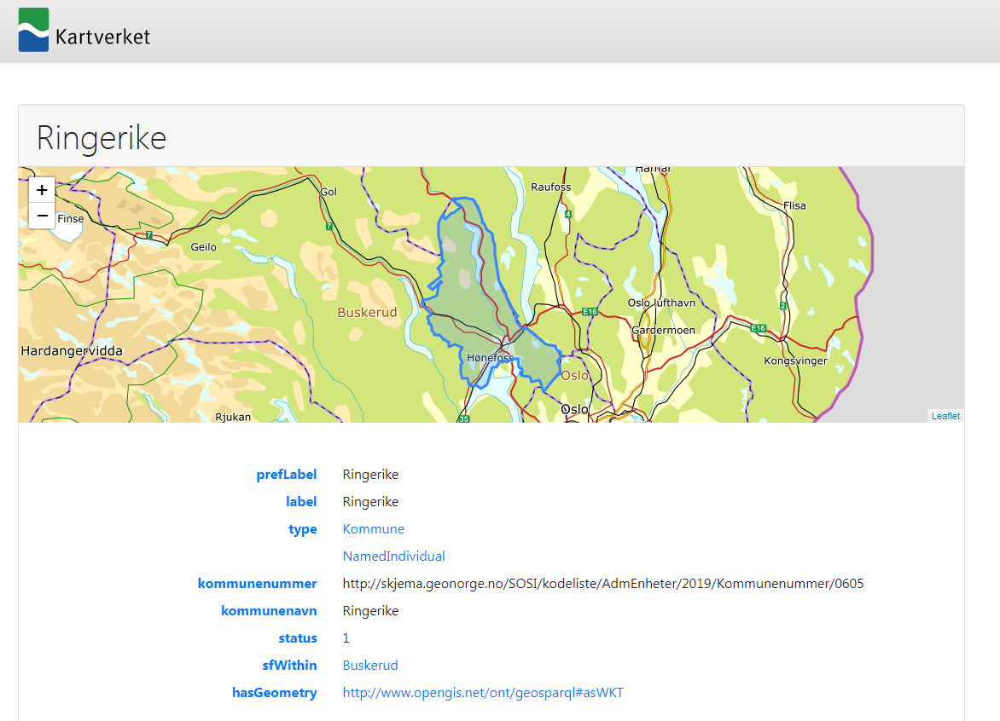 Kartverket
Ringerike
+
−
Hamar
Raufoss
Gol
Flisa
4
7
Finse
7
Geilo
Oslo lufthavn
2
E16
Buskerud
E16
Gardermoen
Hardangervidda
Hønefoss
Kongsvinger
Oslo
Oslo
Rjukan
35
Leaflet
prefLabel Ringerike
label Ringerike
type Kommune
NamedIndividual
kommunenummer http://skjema.geonorge.no/SOSI/kodeliste/AdmEnheter/2019/Kommunenummer/0605
kommunenavn Ringerike
status 1
sfWithin Buskerud
hasGeometry http://www.opengis.net/ont/geosparql#asWKT